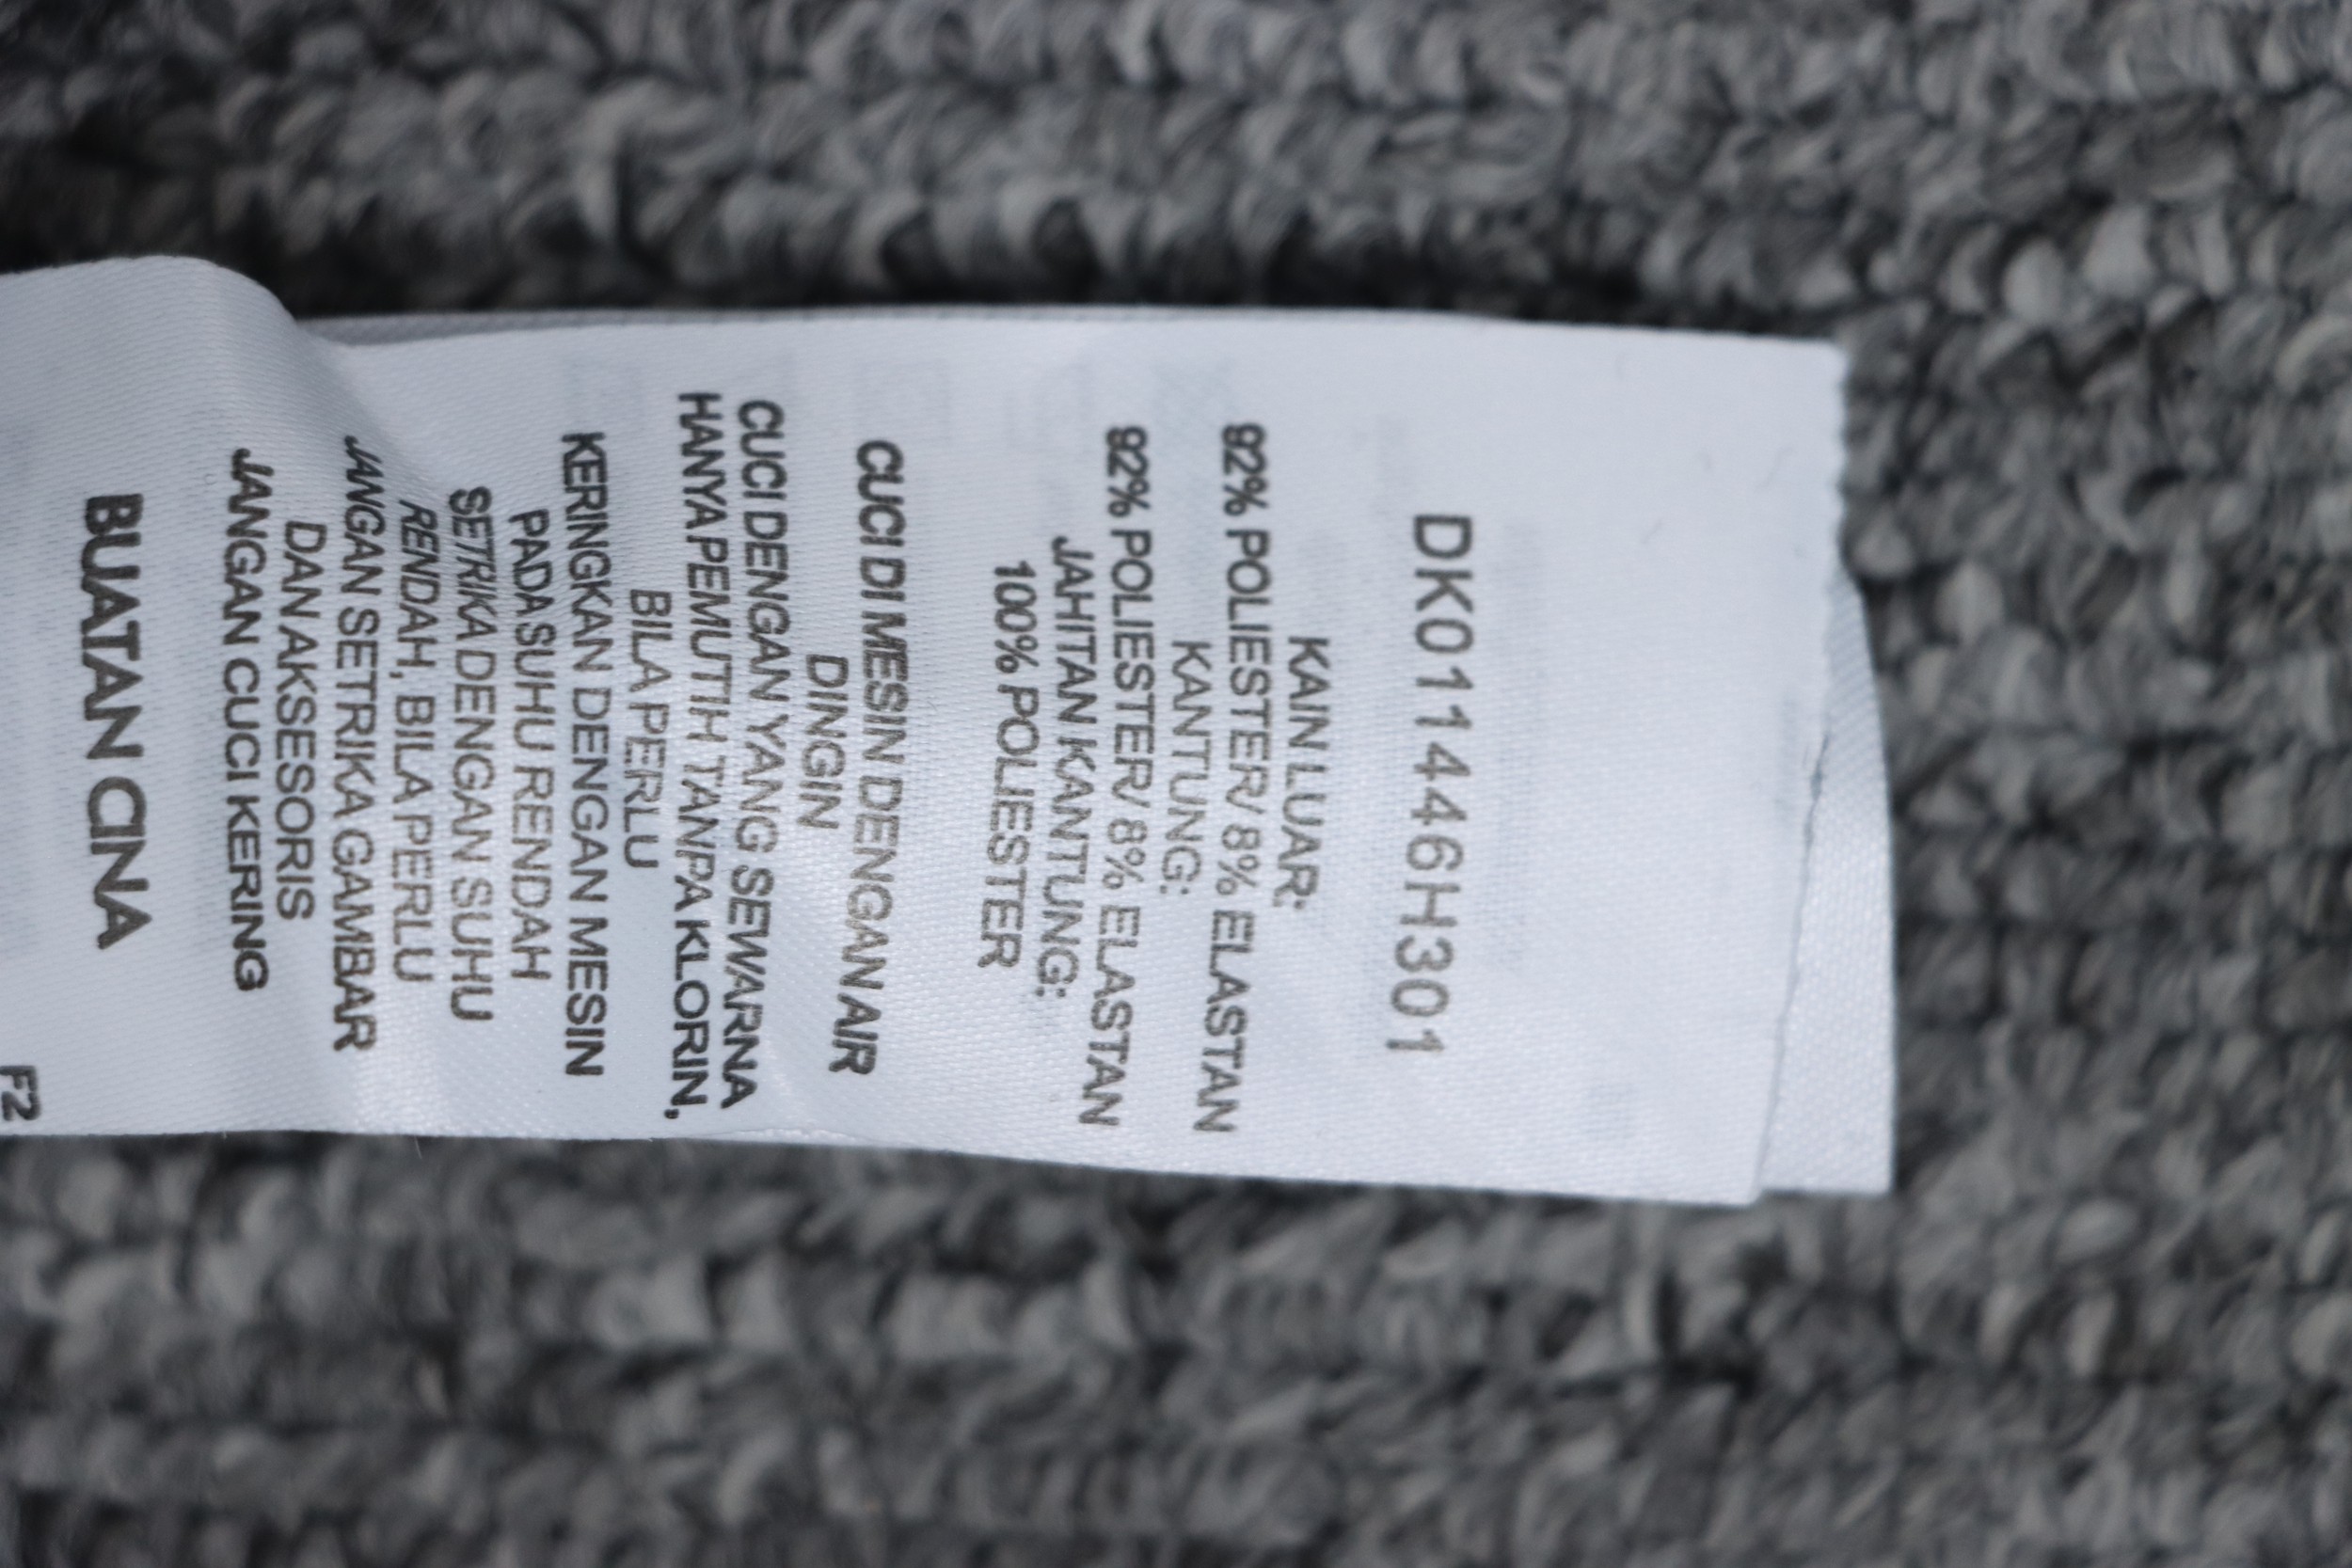 DK011446H301
KAIN LUAR:
92% POLIESTER/ 8% ELASTAN
KANTUNG:
92% POLIESTER/ 8% ELASTAN
JAHITAN KANTUNG:
100% POLIESTER
CUCI DI MESIN DENGAN AIR
DINGIN
CUCI DENGAN YANG SEWARNA
HANYA PEMUTIH TANPA KLORIN,
BILA PERLU
KERINGKAN DENGAN MESIN
PADA SUHU RENDAH
SETRIKA DENGAN SUHU
RENDAH, BILA PERLU
JANGAN SETRIKA GAMBAR
DAN AKSESORIS
JANGAN CUCI KERING
BUATAN CINA
F2